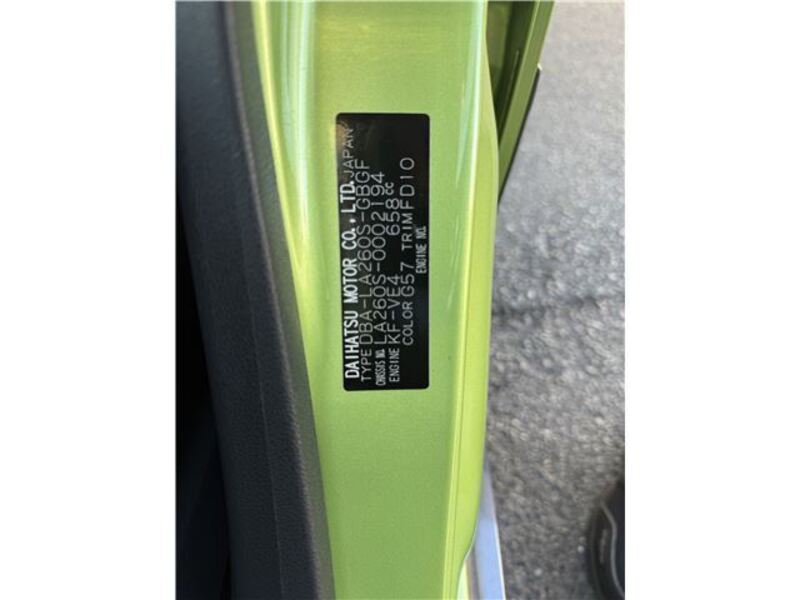 DAIHATSU MOTOR CO., LTD. JAPAN
TYPE DBA-LA260S-GBGF
CHASSIS NO. LA260S-0002194
ENGINE KF-VE4 658cc
COLOR G57 TRIM FD10
ENGINE NO.